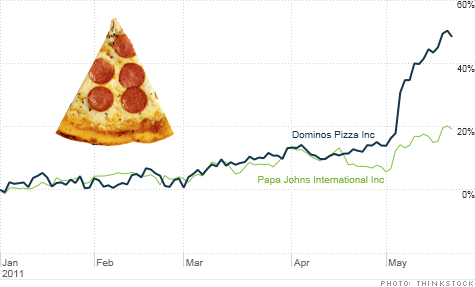 60%
40%
Dominos Pizza Inc
20%
Papa Johns International Inc
0%
Jan Feb Mar Apr May
2011
PHOTO: THINKSTOCK